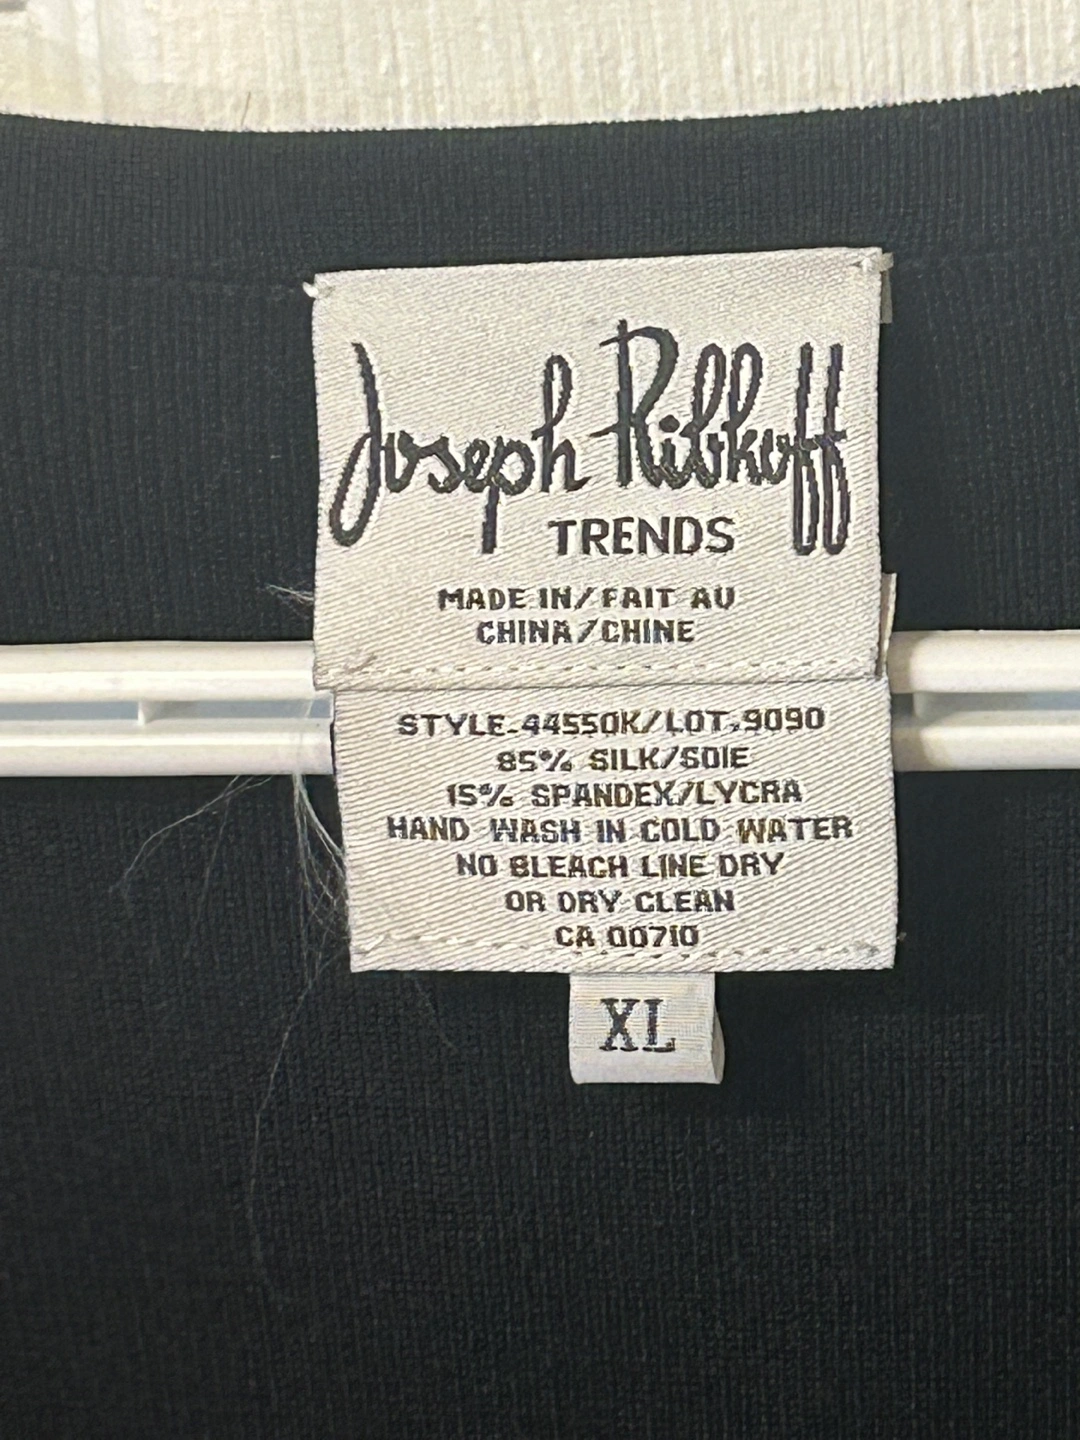 Joseph Ribkoff
TRENDS
MADE IN/FAIT AU
CHINA/CHINE
STYLE-44550K/LOT-9090
85% SILK/SOIE
15% SPANDEX/LYCRA
HAND WASH IN COLD WATER
NO BLEACH LINE DRY
OR DRY CLEAN
CA 00710
XL